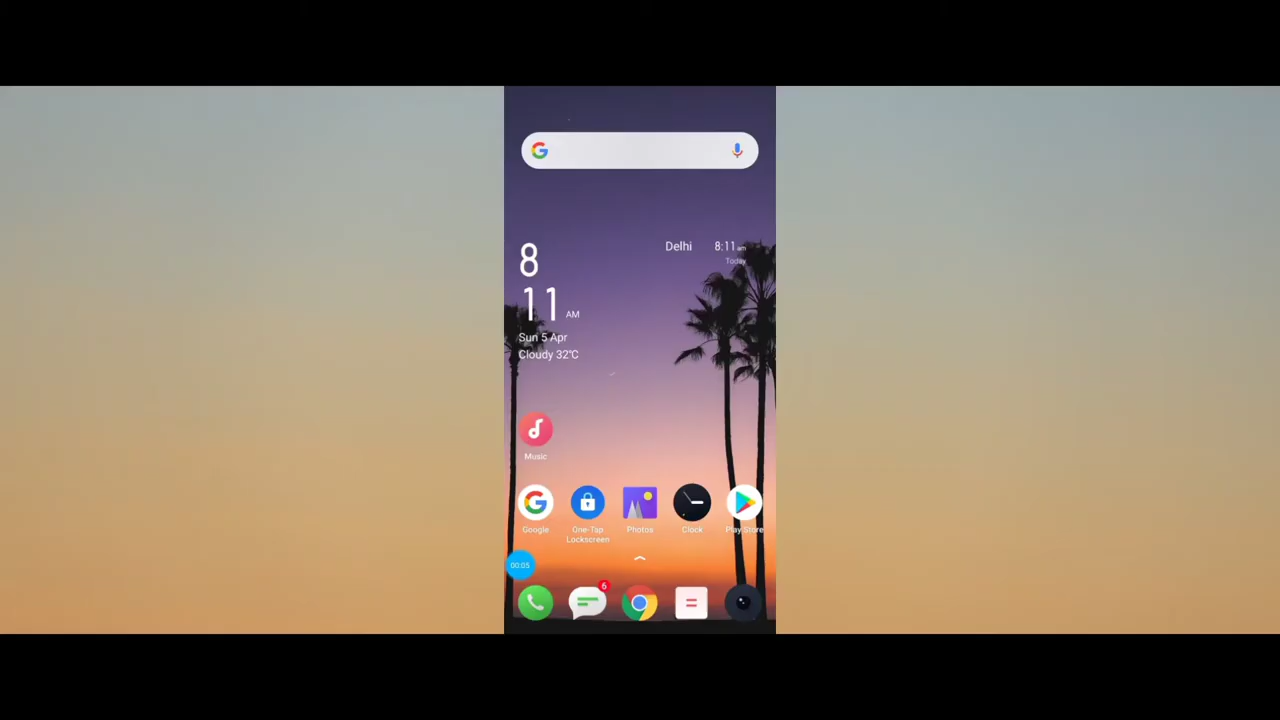 8
11 AM
Sun 5 Apr
Cloudy 32°C
Delhi 8:11 am
Today
Music
Google
One-Tap
Lockscreen
Photos
Clock
Play Store
00:05
6